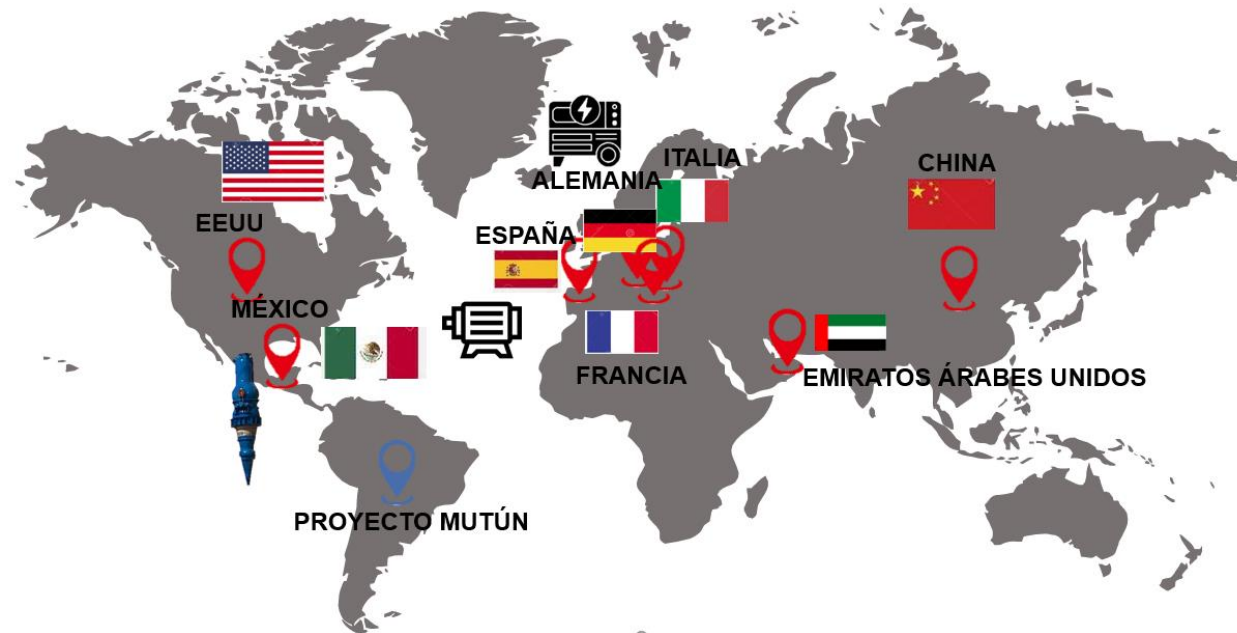 ITALIA
CHINA
ALEMANIA
EEUU
ESPAÑA
MÉXICO
FRANCIA
EMIRATOS ÁRABES UNIDOS
PROYECTO MUTÚN